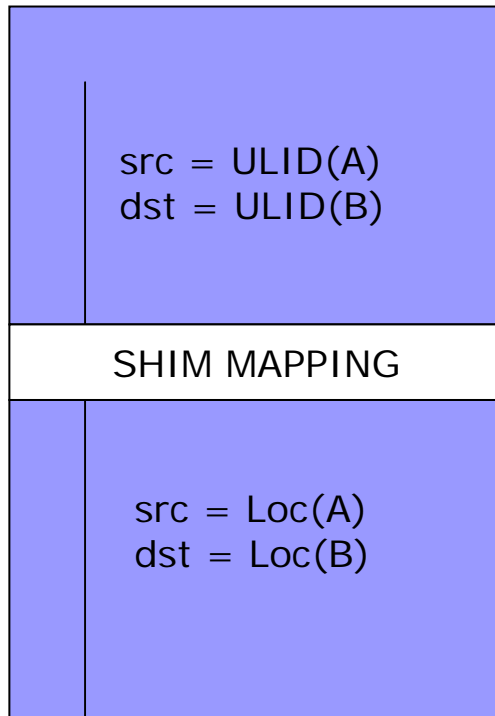 src = ULID(A)
dst = ULID(B)
SHIM MAPPING
src = Loc(A)
dst = Loc(B)